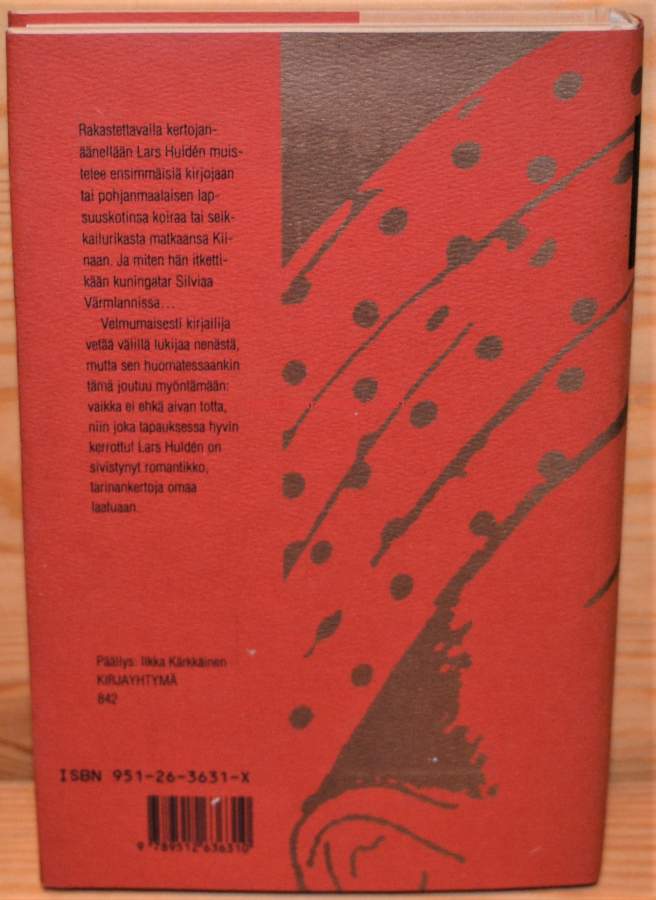 Rakastettavalla kertojan-
äänellään Lars Huldén muis-
telee ensimmäisiä kirjojaan
tai pohjanmaalaisen lap-
suuskotinsa koiraa tai seik-
kailurikasta matkaansa Kii-
naan. Ja miten hän itketti-
kään kuningatar Silviaa
Värmlannissa...
Velmumaisesti kirjailija
vetää välillä lukijaa nenästä,
mutta sen huomatessaankin
tämä joutuu myöntämään:
vaikka ei ehkä aivan totta,
niin joka tapauksessa hyvin
kerrottu! Lars Huldén on
sivistynyt romantikko,
tarinankertoja omaa
laatuaan.
Päällys: Ilkka Kärkkäinen
KIRJAYHTYMÄ
842
ISBN 951-26-3631-X
9 789512 636310